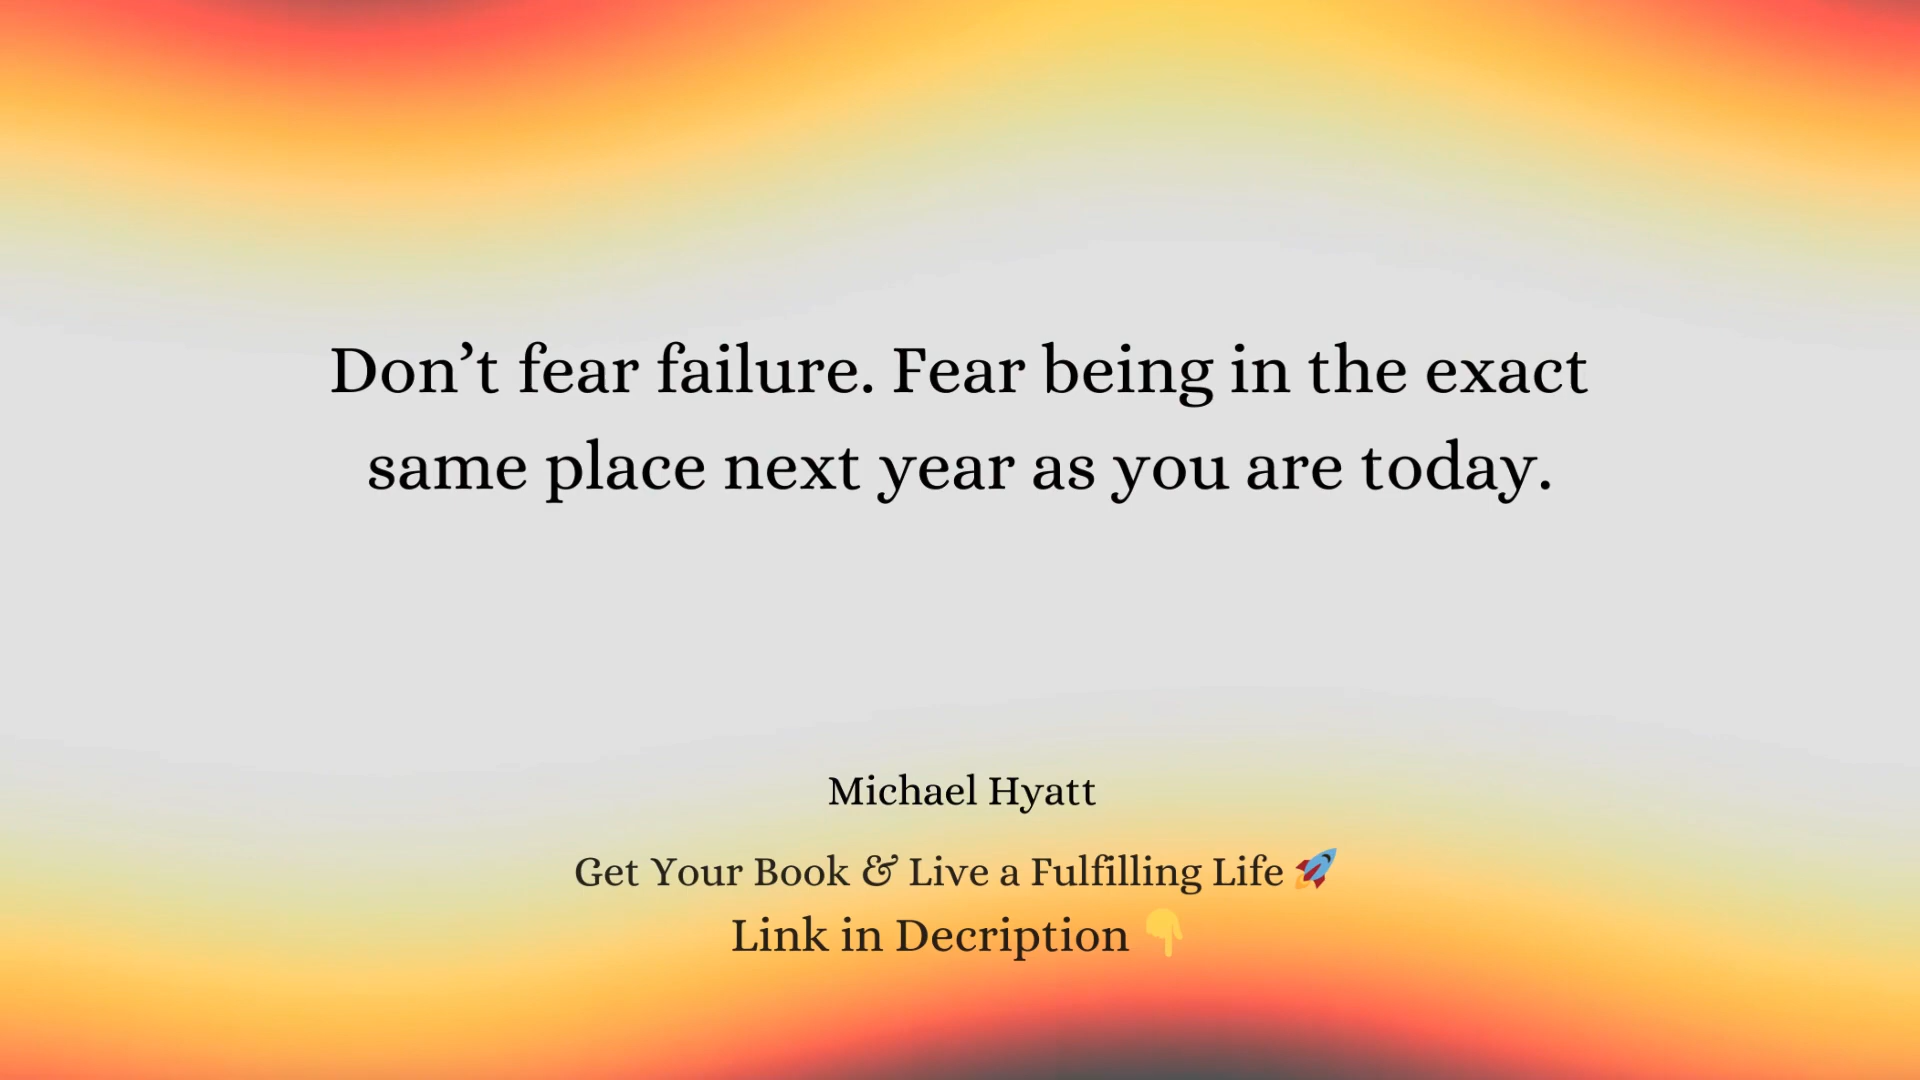 Don’t fear failure. Fear being in the exact
same place next year as you are today.
Michael Hyatt
Get Your Book & Live a Fulfilling Life 🚀
Link in Decription 👇